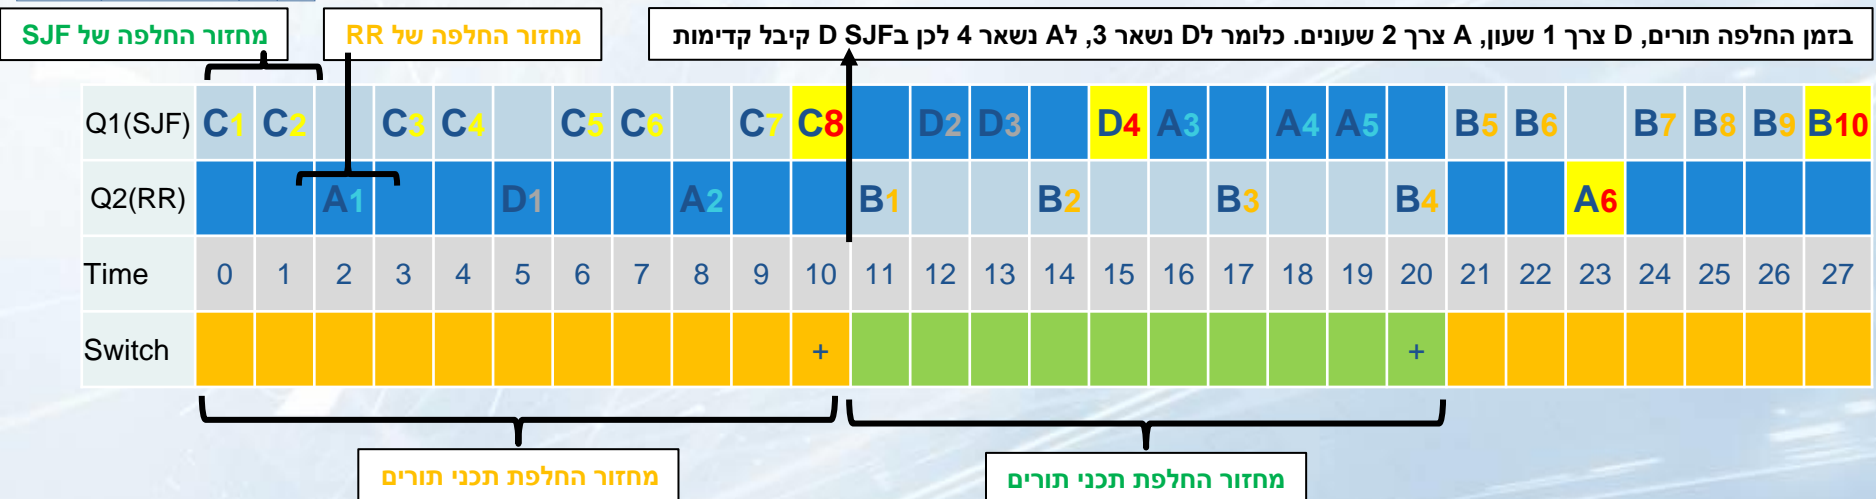 מחזור החלפה של SJF
מחזור החלפה של RR
בזמן החלפה תורים, D צרך 1 שעון, A צרך 2 שעונים. כלומר לD נשאר 3, לA נשאר 4 לכן בSJF D קיבל קדימות
Q1(SJF) C1 C2 C3 C4 C5 C6 C7 C8 D2 D3 D4 A3 A4 A5 B5 B6 B7 B8 B9 B10
Q2(RR) A1 D1 A2 B1 B2 B3 B4 A6
Time 0 1 2 3 4 5 6 7 8 9 10 11 12 13 14 15 16 17 18 19 20 21 22 23 24 25 26 27
Switch + +
מחזור החלפת תכני תורים
מחזור החלפת תכני תורים